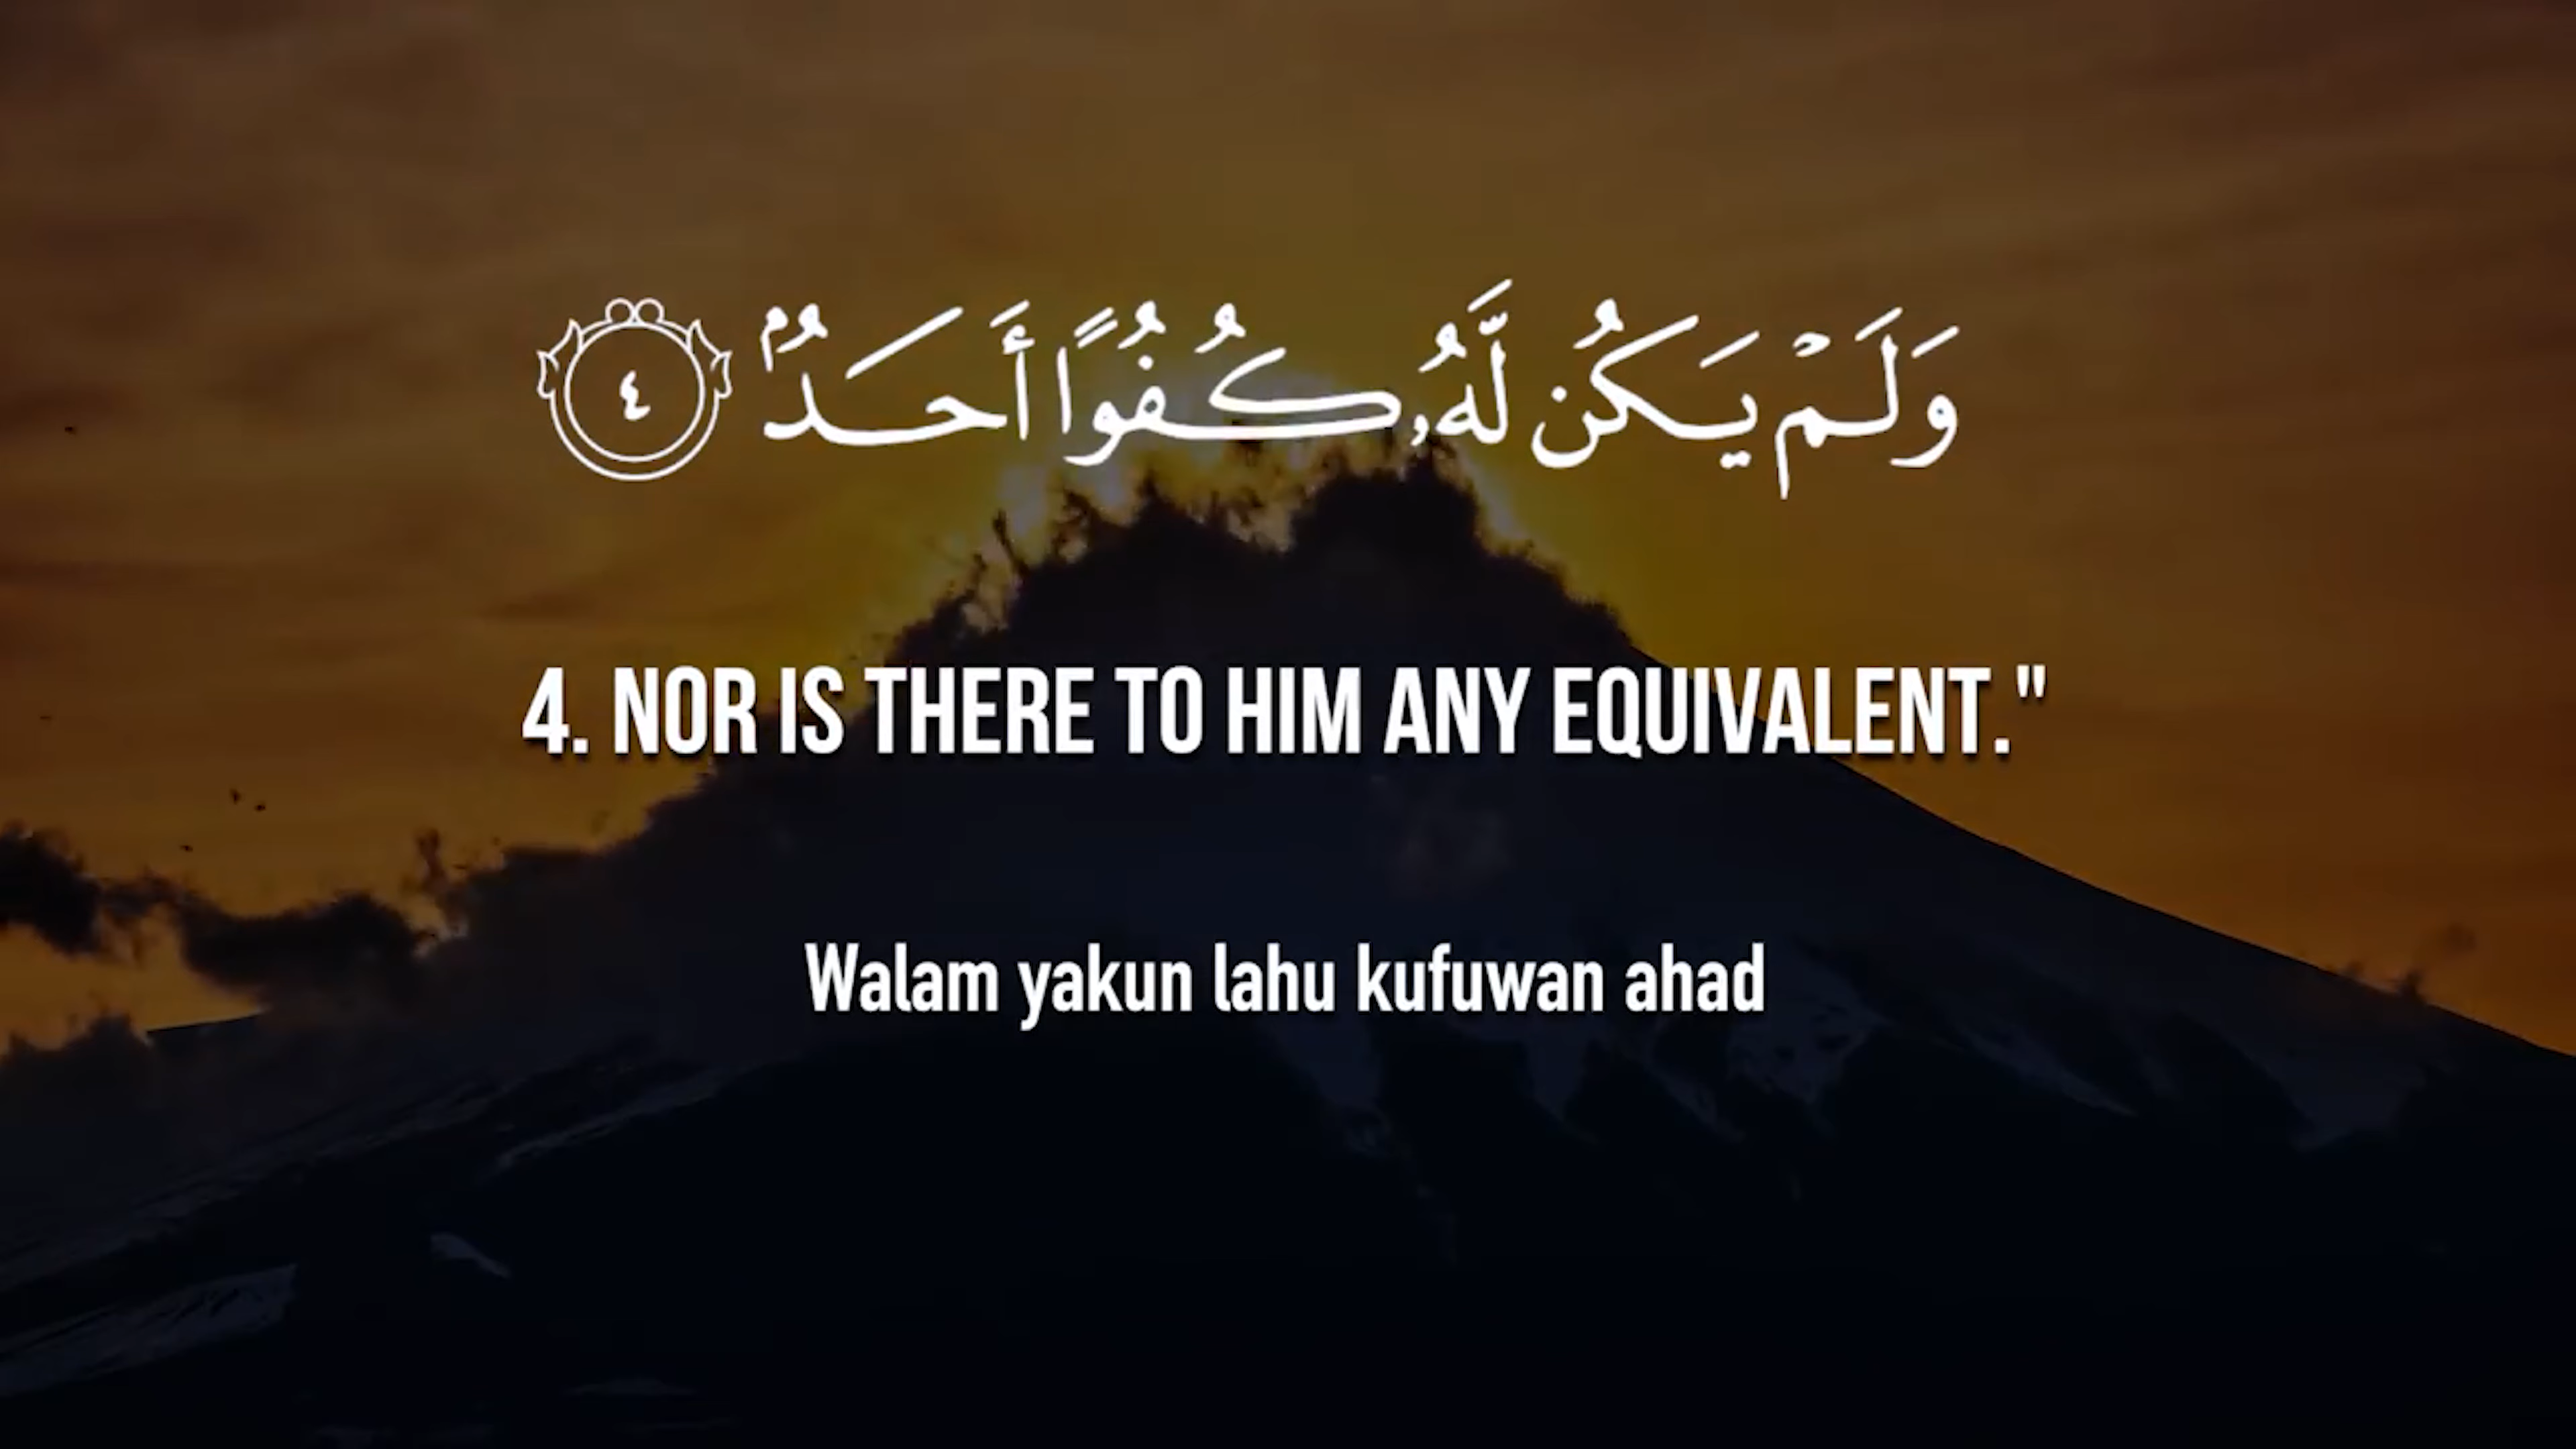 وَلَمْ يَكُن لَّهُۥ كُفُوًا أَحَدٌۢ ٤
4. NOR IS THERE TO HIM ANY EQUIVALENT."
Walam yakun lahu kufuwan ahad